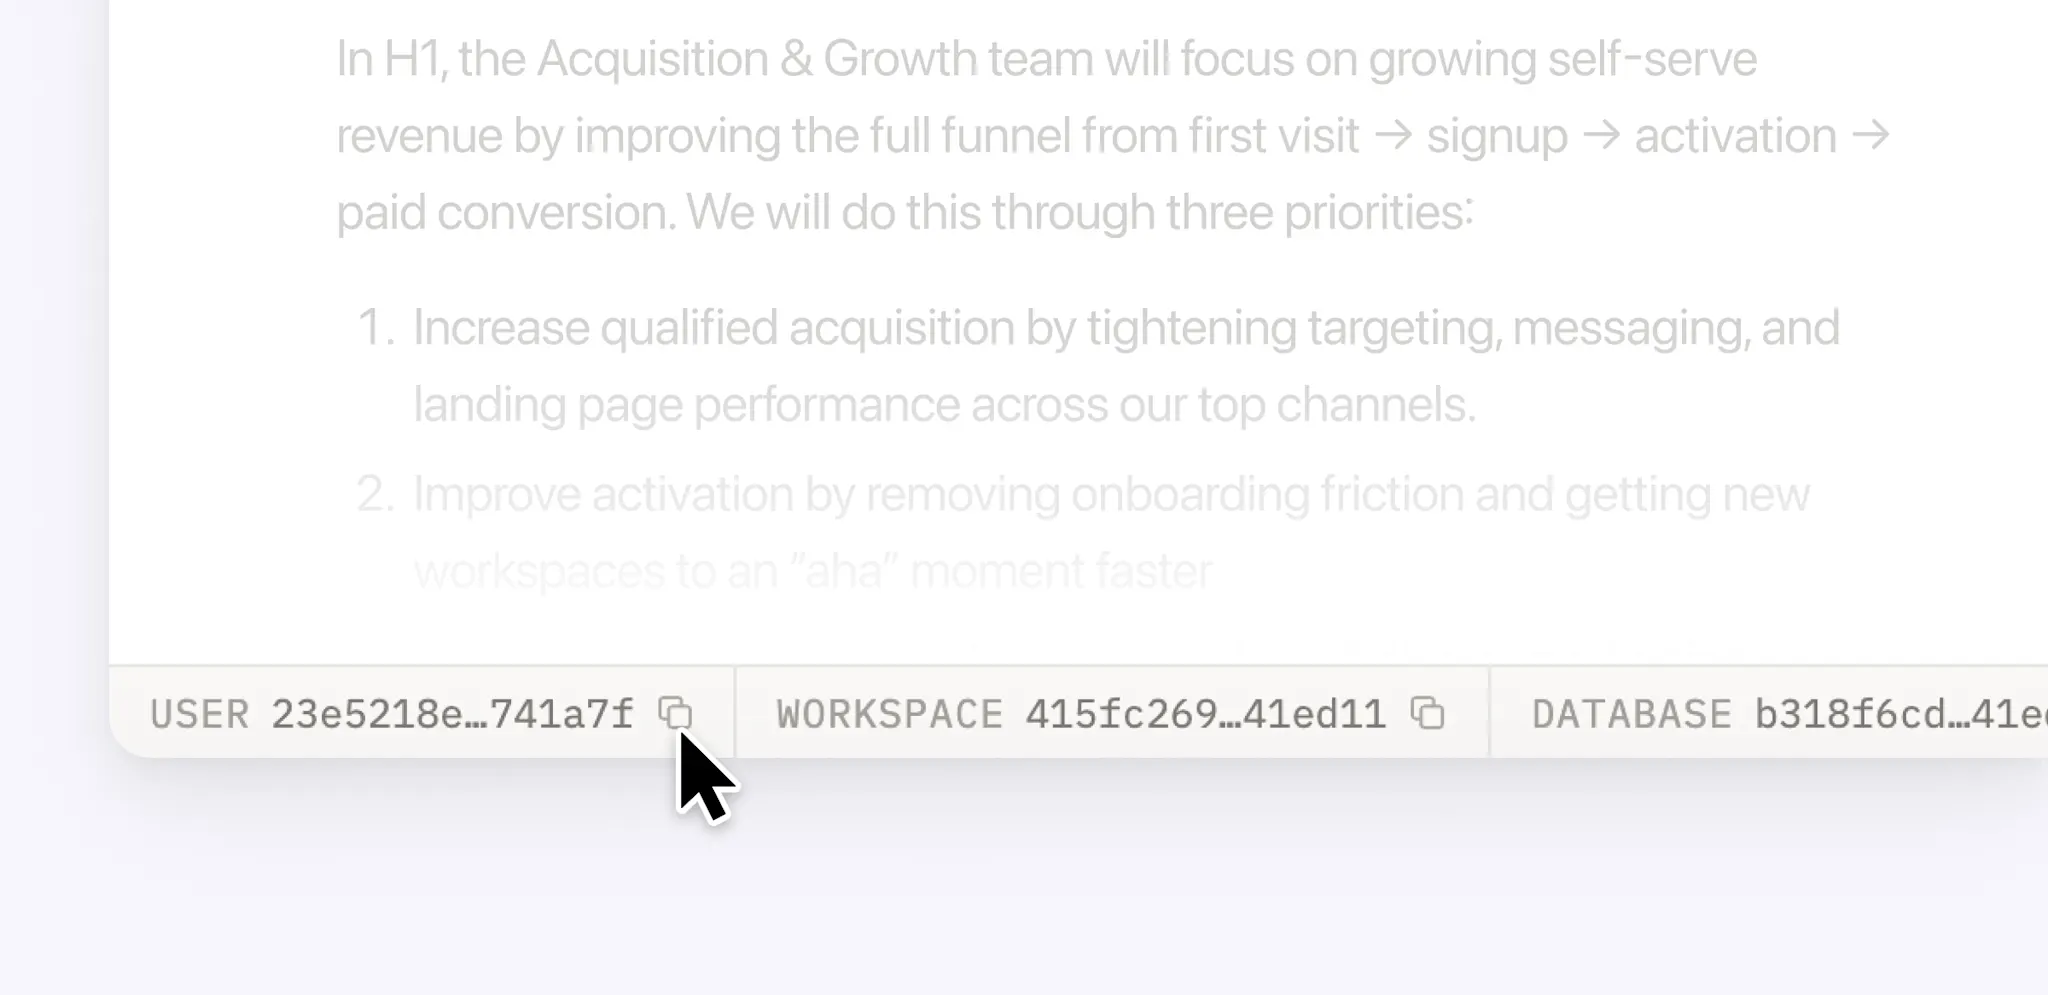 In H1, the Acquisition & Growth team will focus on growing self-serve
revenue by improving the full funnel from first visit → signup → activation →
paid conversion. We will do this through three priorities:
1. Increase qualified acquisition by tightening targeting, messaging, and
landing page performance across our top channels.
2. Improve activation by removing onboarding friction and getting new
workspaces to an “aha” moment faster
USER 23e5218e…741a7f WORKSPACE 415fc269…41ed11 DATABASE b318f6cd…41e